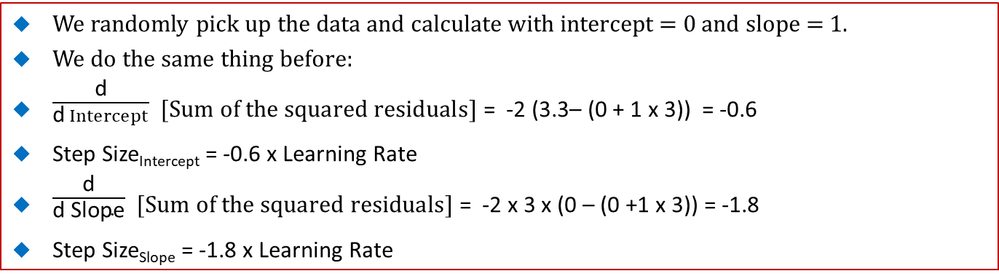 We randomly pick up the data and calculate with intercept = 0 and slope = 1.
We do the same thing before:
d
d Intercept [Sum of the squared residuals] = -2 (3.3– (0 + 1 x 3)) = -0.6
Step SizeIntercept = -0.6 x Learning Rate
d
d Slope [Sum of the squared residuals] = -2 x 3 x (0 – (0 +1 x 3)) = -1.8
Step SizeSlope = -1.8 x Learning Rate